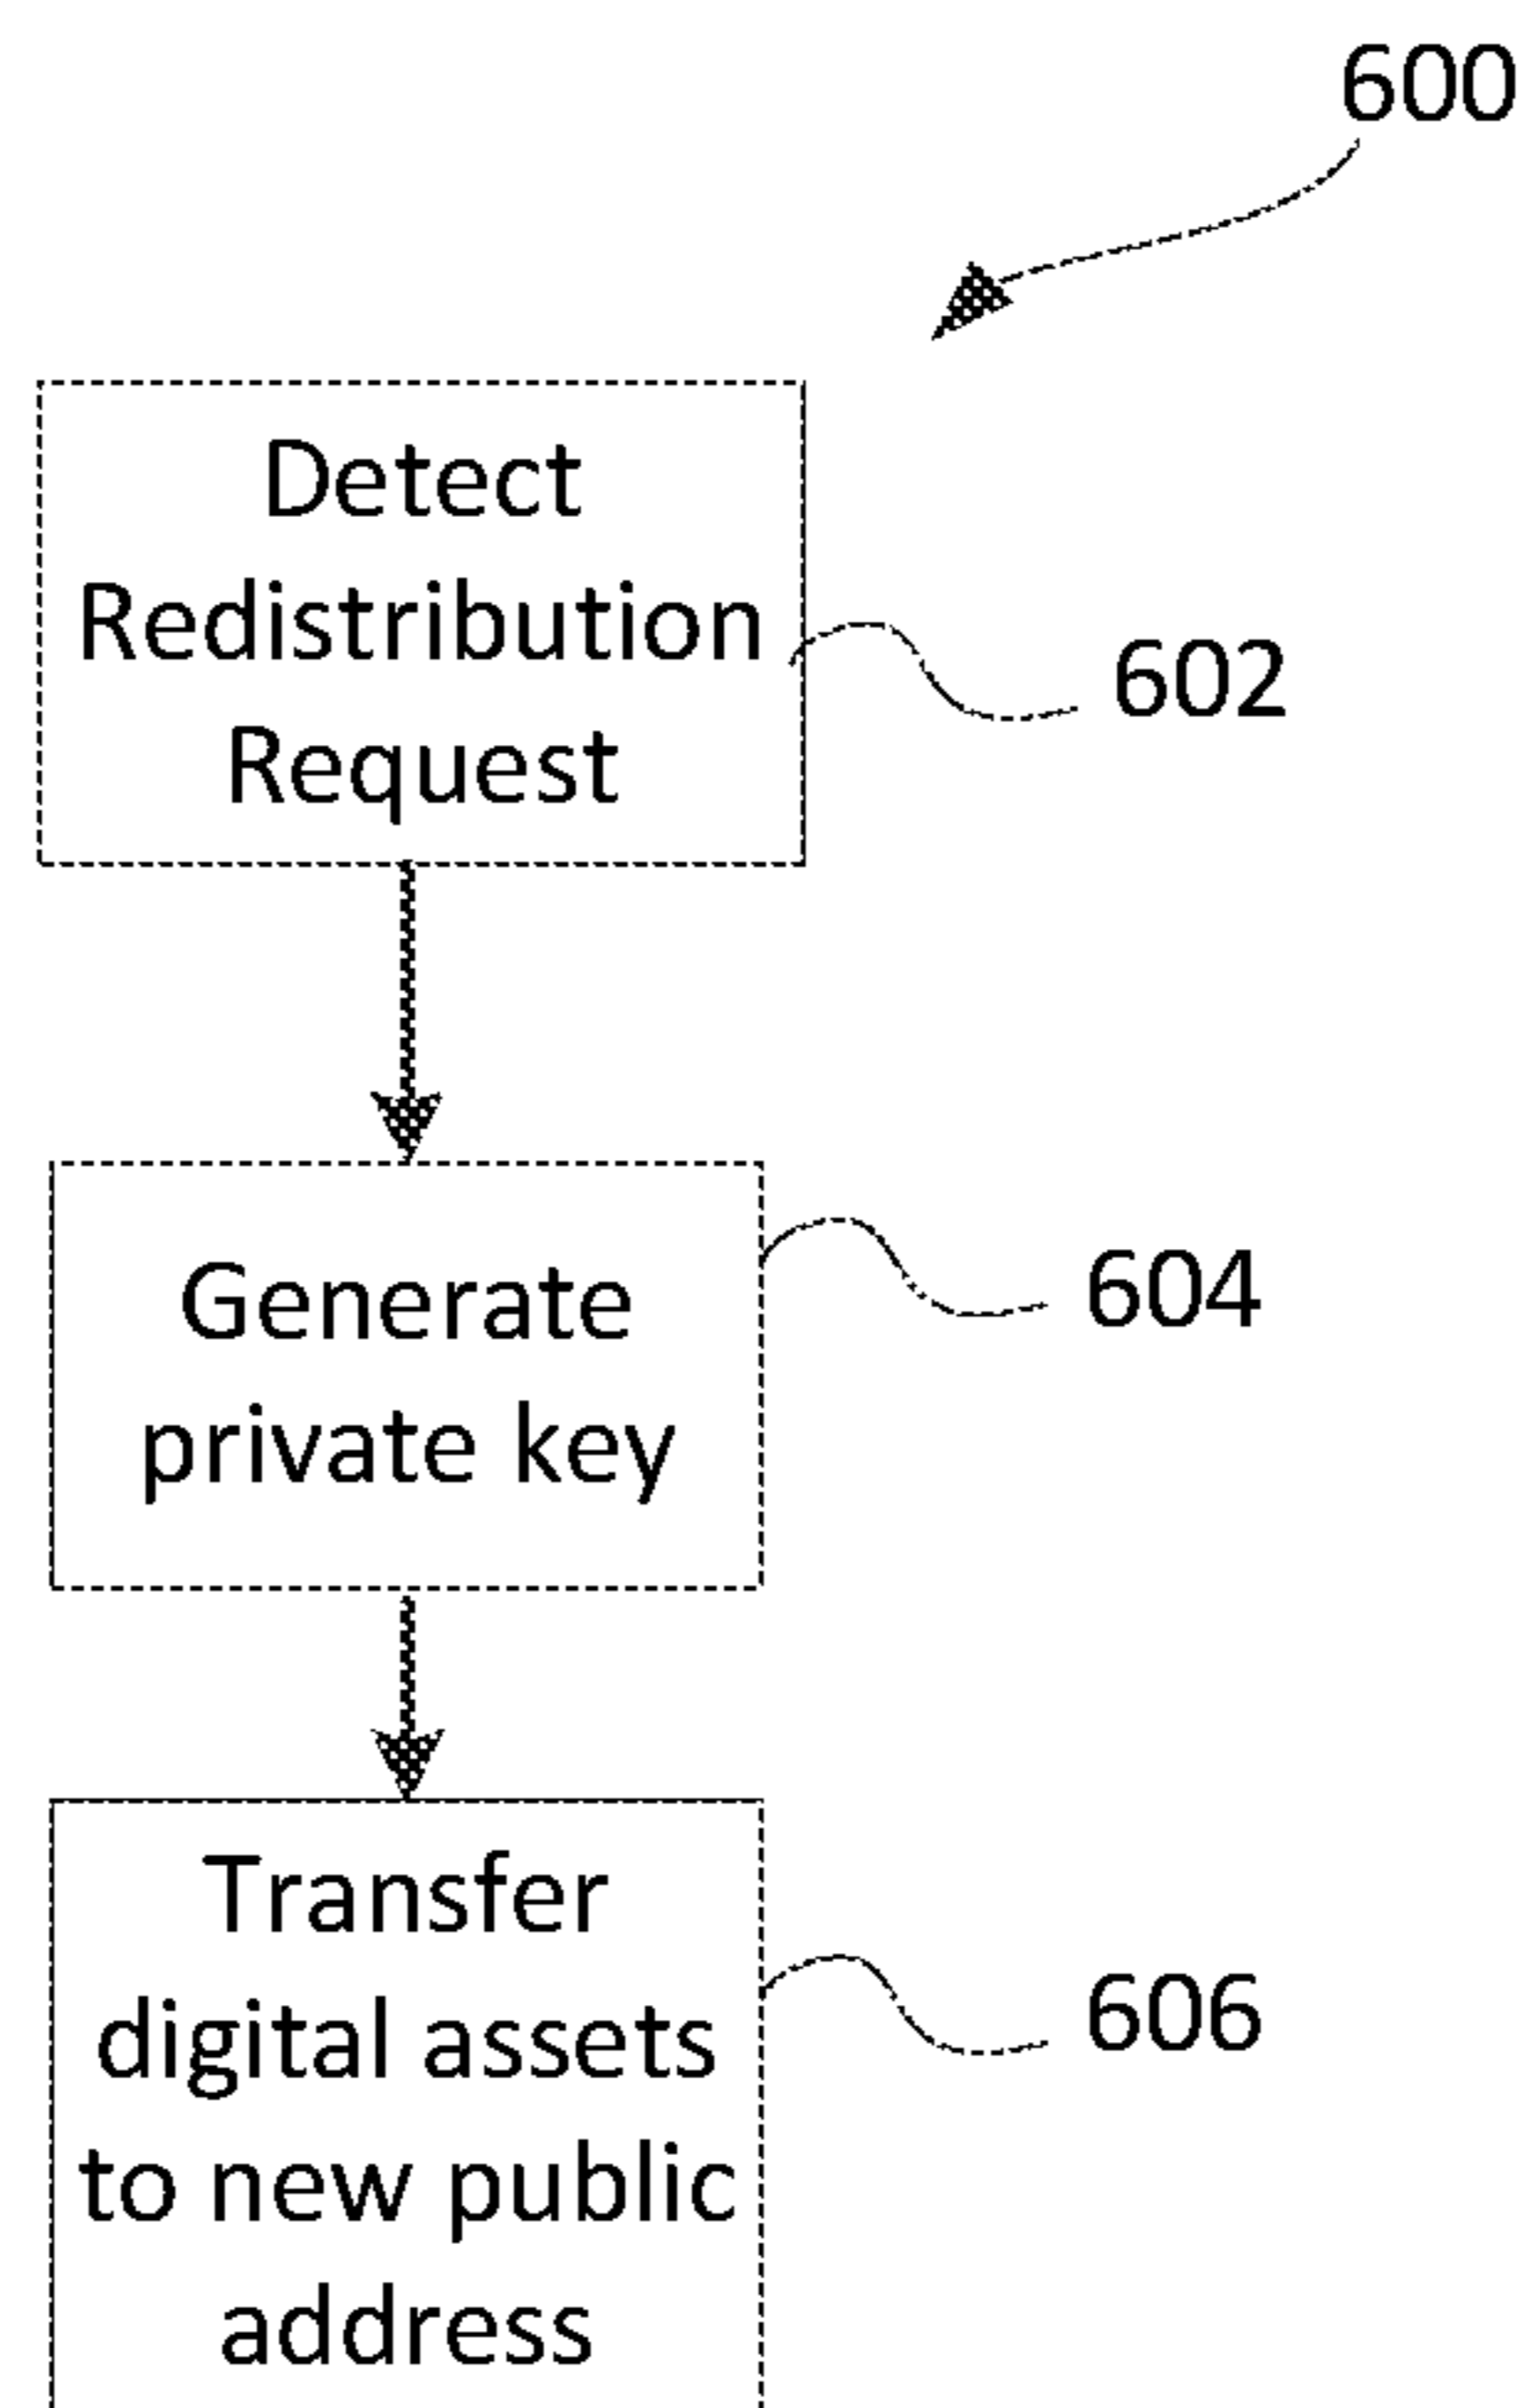 600
Detect
Redistribution
Request
602
Generate
private key
604
Transfer
digital assets
to new public
address
606